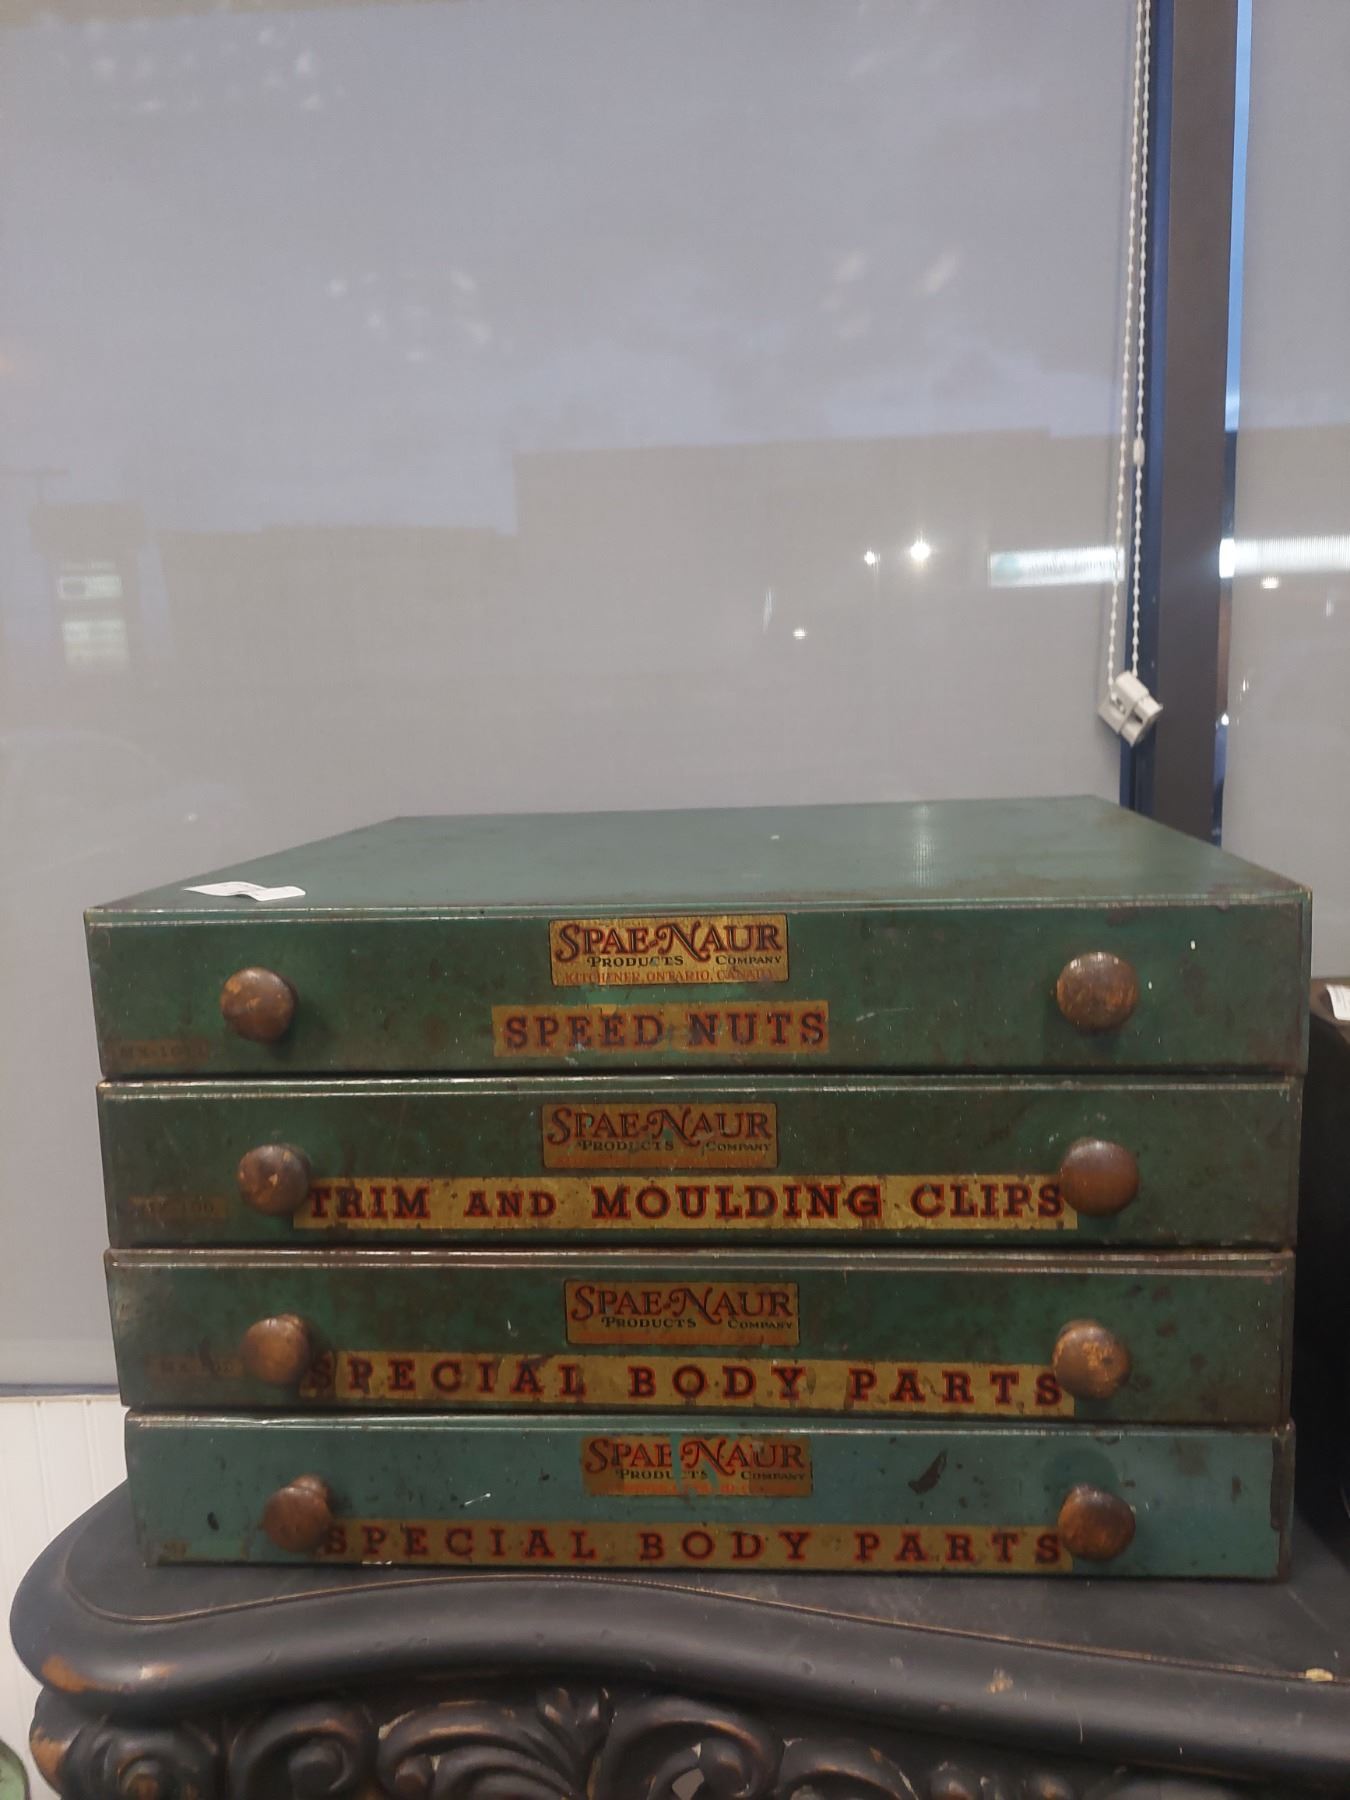 SPAE-NAUR
PRODUCTS COMPANY
KITCHENER, ONTARIO, CANADA
SPEED NUTS
SPAE-NAUR
PRODUCTS COMPANY
TRIM AND MOULDING CLIPS
SPAE-NAUR
PRODUCTS COMPANY
SPECIAL BODY PARTS
SPAE-NAUR
PRODUCTS COMPANY
SPECIAL BODY PARTS